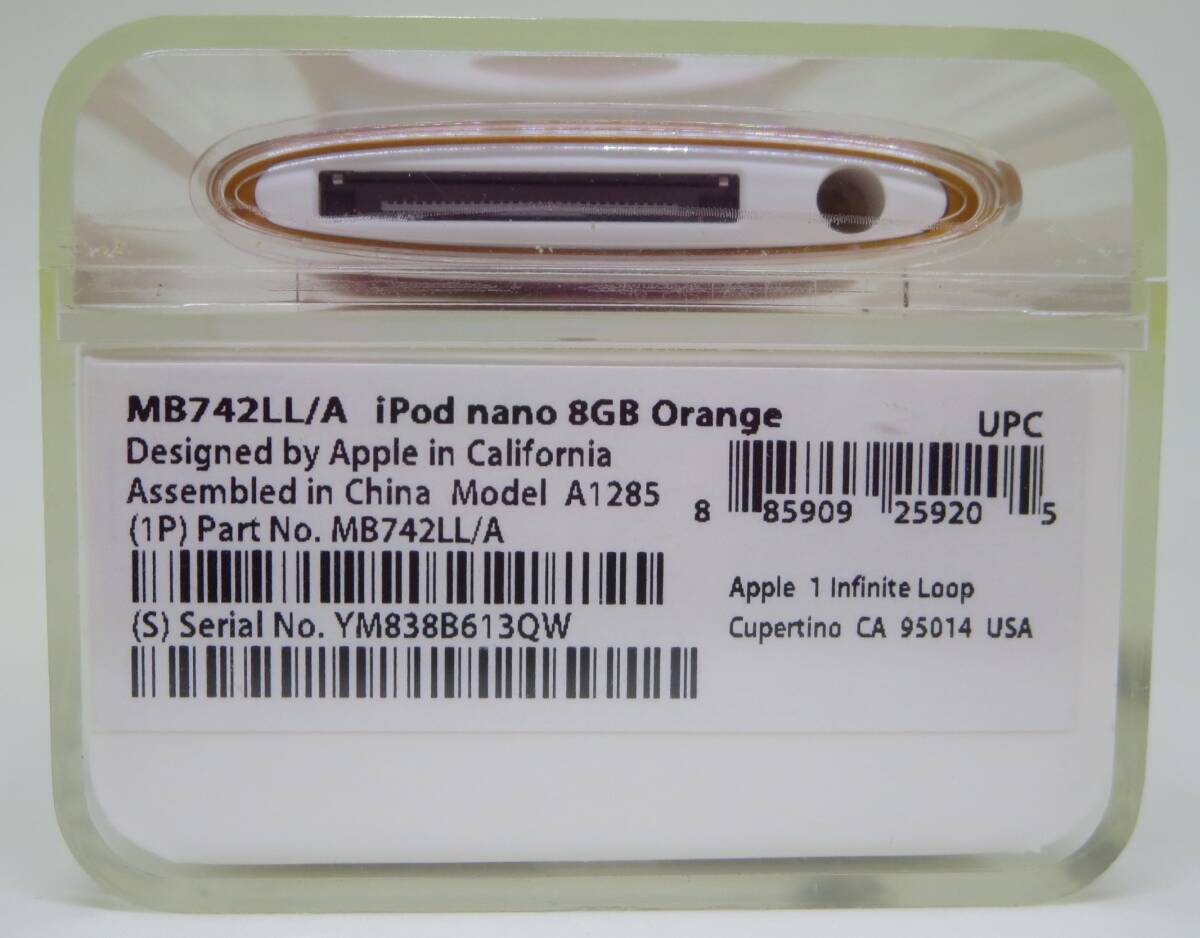 MB742LL/A iPod nano 8GB Orange
Designed by Apple in California
Assembled in China Model A1285
(1P) Part No. MB742LL/A
(S) Serial No. YM838B613QW
UPC
8 85909 25920 5
Apple 1 Infinite Loop
Cupertino CA 95014 USA